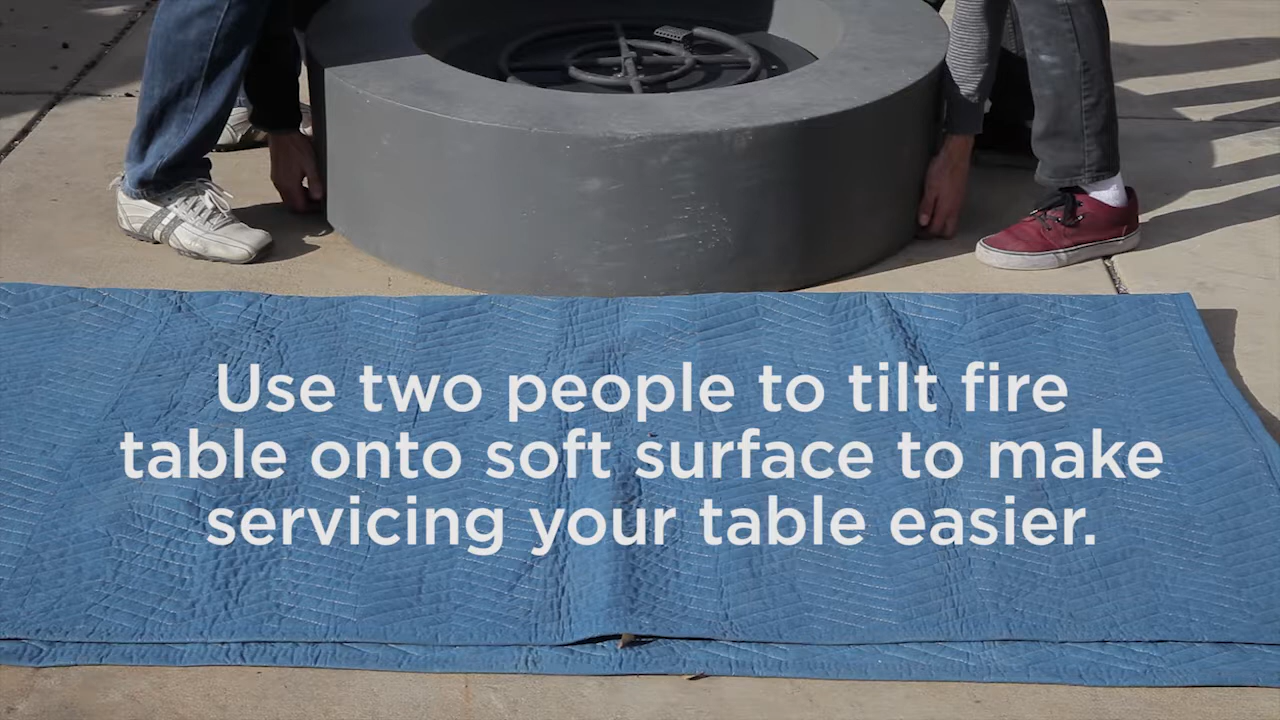 Use two people to tilt fire
table onto soft surface to make
servicing your table easier.